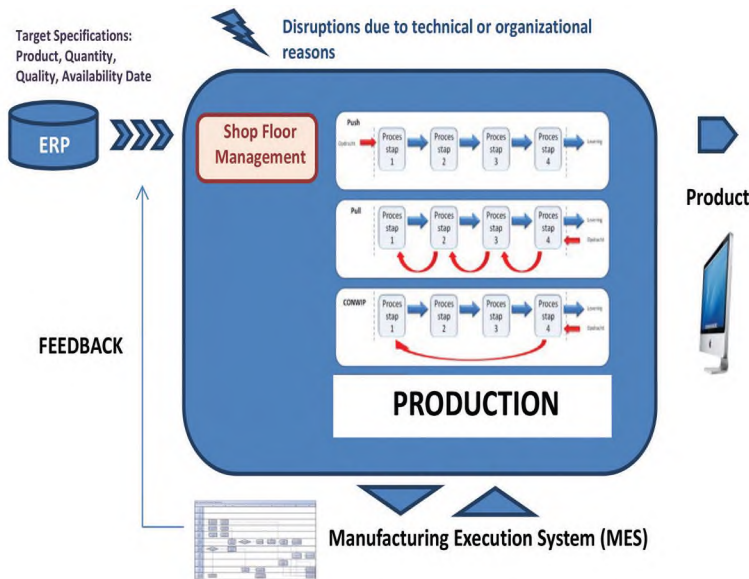 Target Specifications:
Product, Quantity,
Quality, Availability Date
Disruptions due to technical or organizational
reasons
ERP
Shop Floor
Management
Push
Opdracht
Proces
stap
1
Proces
stap
2
Proces
stap
3
Proces
stap
4
Levering
Pull
Proces
stap
1
Proces
stap
2
Proces
stap
3
Proces
stap
4
Levering
Opdracht
CONWIP
Proces
stap
1
Proces
stap
2
Proces
stap
3
Proces
stap
4
Levering
Opdracht
Product
FEEDBACK
PRODUCTION
Manufacturing Execution System (MES)